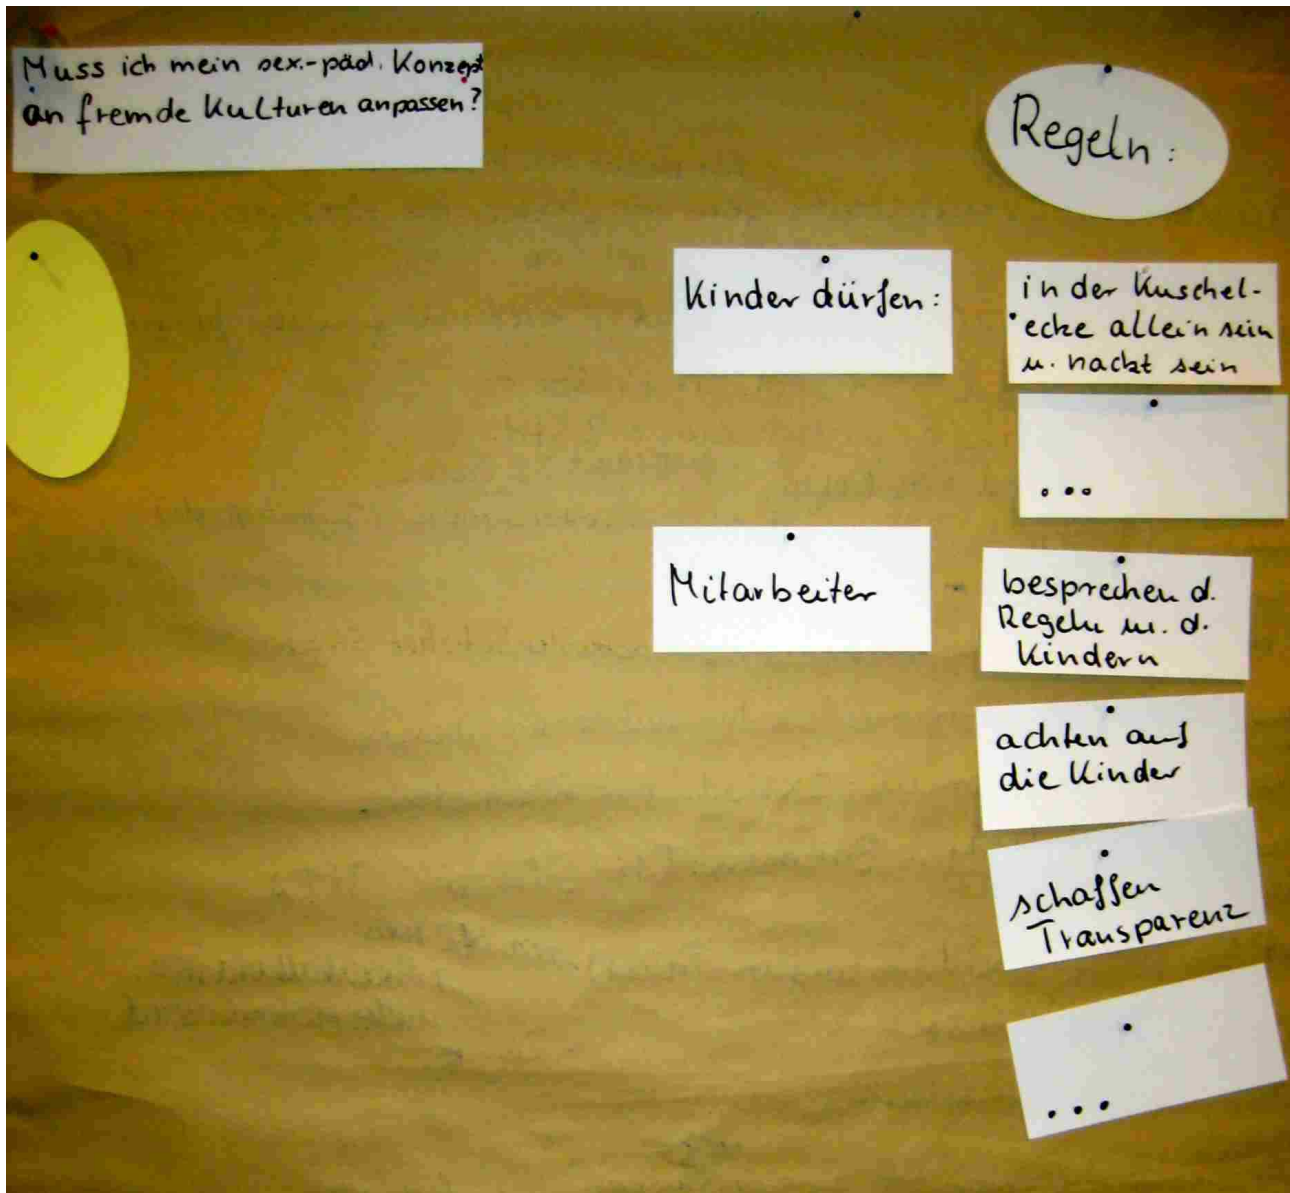 Muss ich mein sex.-päd. Konzept
an fremde Kulturen anpassen?
Regeln:
Kinder dürfen:
in der Kuschel-
ecke allein sein
u. nackt sein
...
Mitarbeiter
-
besprechen d.
Regeln m. d.
Kindern
achten auf
die Kinder
schaffen
Transparenz
...